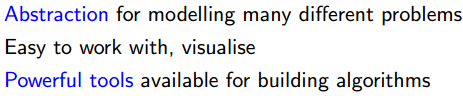 Abstraction for modelling many different problems
Easy to work with, visualise
Powerful tools available for building algorithms